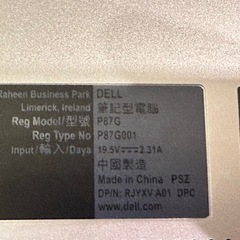 Raheen Business Park DELL
Limerick, Ireland 筆記型電腦
Reg Model/型號 P87G
Reg Type No P87G001
Input/輸入/Daya 19.5V⎓2.31A
中國製造
Made in China PSZ
DP/N: RJYXV A01 DPC
www.dell.com